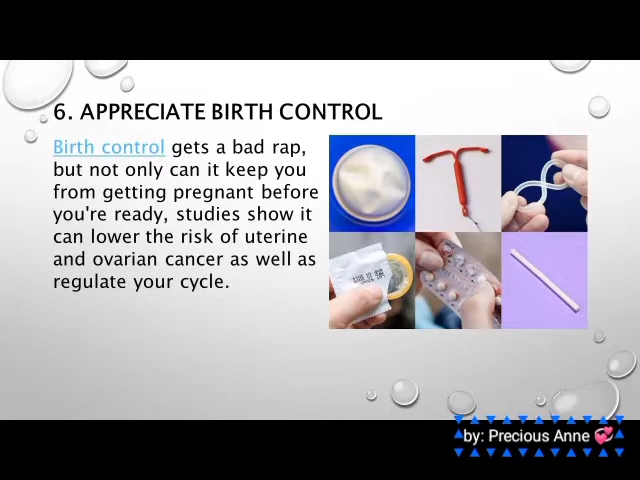 6. APPRECIATE BIRTH CONTROL
Birth control gets a bad rap,
but not only can it keep you
from getting pregnant before
you're ready, studies show it
can lower the risk of uterine
and ovarian cancer as well as
regulate your cycle.
by: Precious Anne 💞